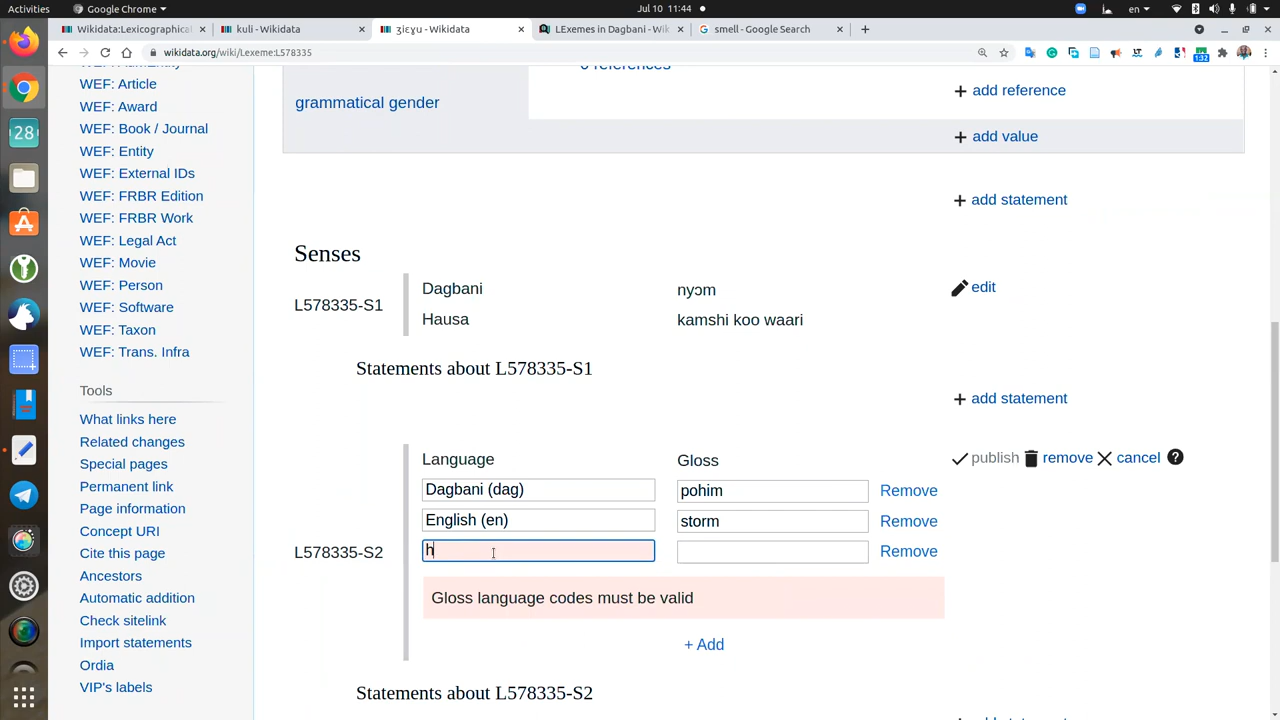 Activities
Google Chrome
Jul 10 11:44
en
Wikidata:Lexicographical
kuli - Wikidata
ʒiɛɣu - Wikidata
LExemes in Dagbani - Wik
smell - Google Search
wikidata.org/wiki/Lexeme:L578335
1:32
28
WEF: Article
WEF: Award
WEF: Book / Journal
WEF: Entity
WEF: External IDs
WEF: FRBR Edition
WEF: FRBR Work
WEF: Legal Act
WEF: Movie
WEF: Person
WEF: Software
WEF: Taxon
WEF: Trans. Infra
Tools
What links here
Related changes
Special pages
Permanent link
Page information
Concept URI
Cite this page
Ancestors
Automatic addition
Check sitelink
Import statements
Ordia
VIP's labels
0 references
grammatical gender
+ add reference
+ add value
+ add statement
Senses
L578335-S1
Dagbani nyɔm
edit
Hausa kamshi koo waari
Statements about L578335-S1
+ add statement
Language Gloss
publish remove cancel ?
Dagbani (dag) pohim Remove
English (en) storm Remove
L578335-S2
h Remove
Gloss language codes must be valid
+ Add
Statements about L578335-S2